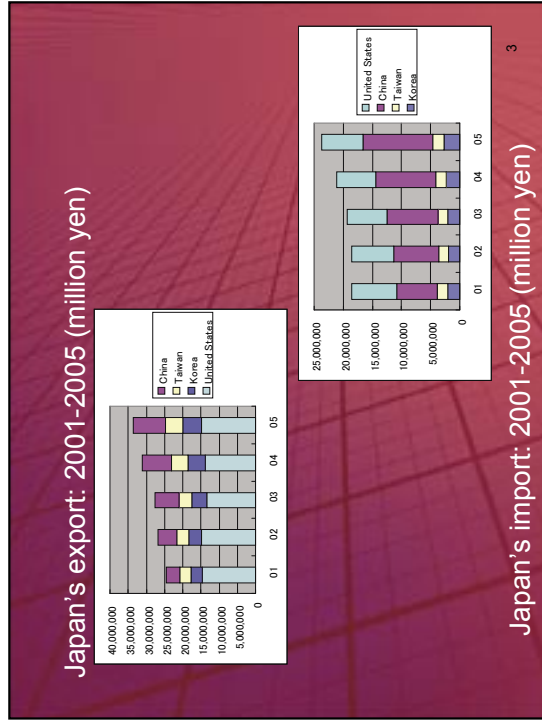 Japan's export: 2001-2005 (million yen)
40,000,000
35,000,000
30,000,000
25,000,000
20,000,000
15,000,000
10,000,000
5,000,000
0
01 02 03 04 05
China
Taiwan
Korea
United States
25,000,000
20,000,000
15,000,000
10,000,000
5,000,000
0
01 02 03 04 05
United States
China
Taiwan
Korea
Japan's import: 2001-2005 (million yen)
3